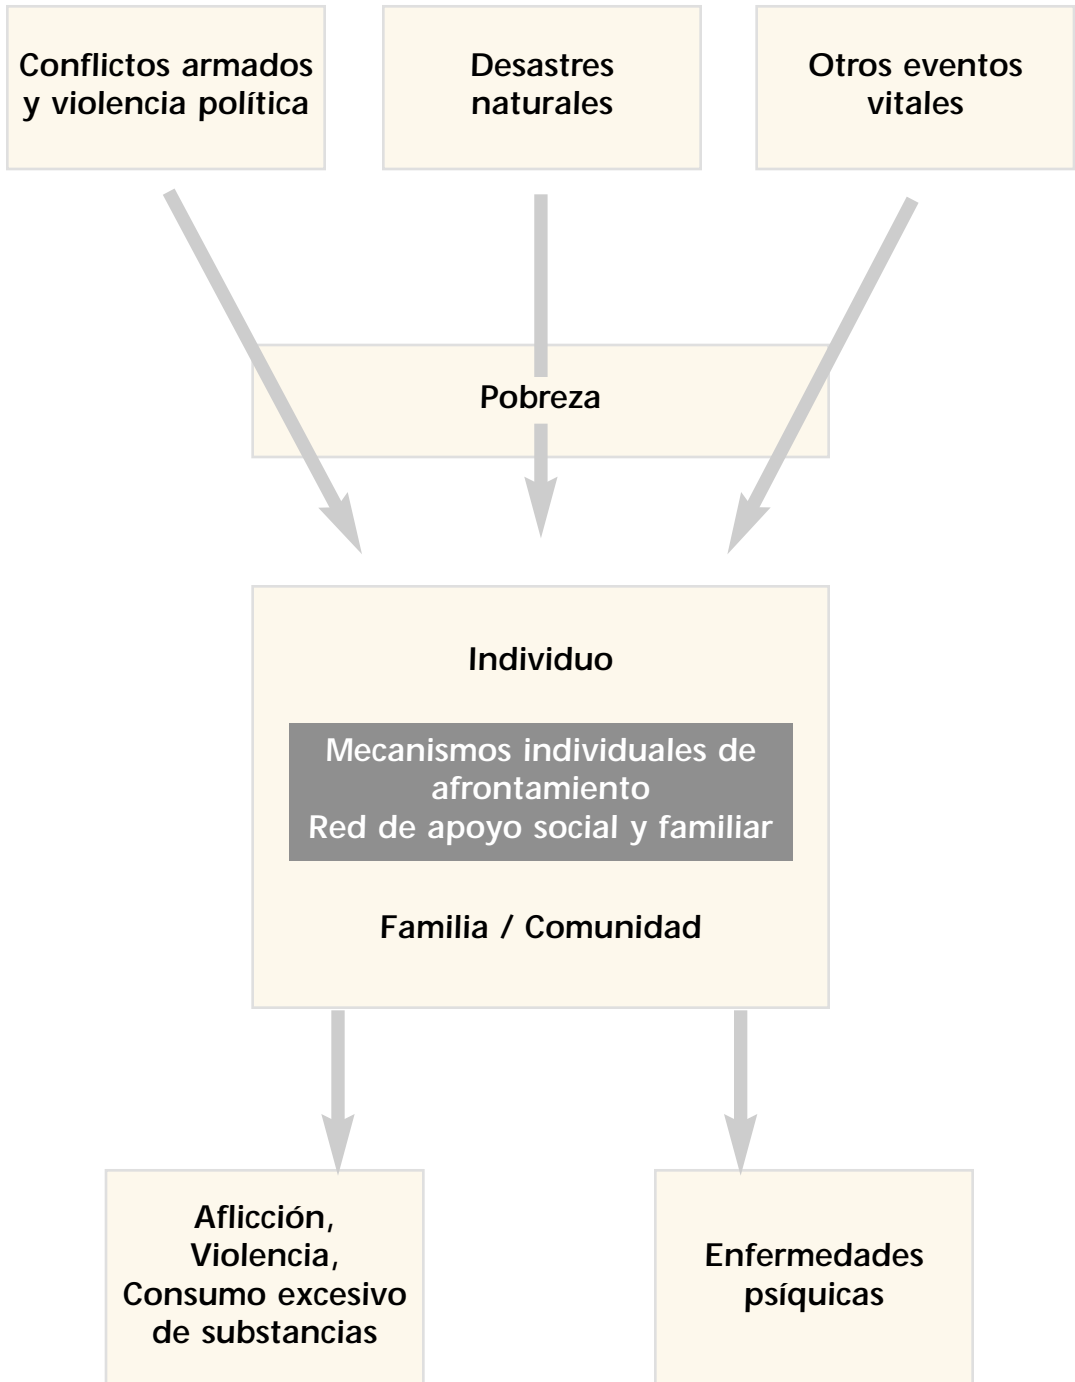 Conflictos armados
y violencia política
Desastres
naturales
Otros eventos
vitales
Pobreza
Individuo
Mecanismos individuales de
afrontamiento
Red de apoyo social y familiar
Familia / Comunidad
Aflicción,
Violencia,
Consumo excesivo
de substancias
Enfermedades
psíquicas